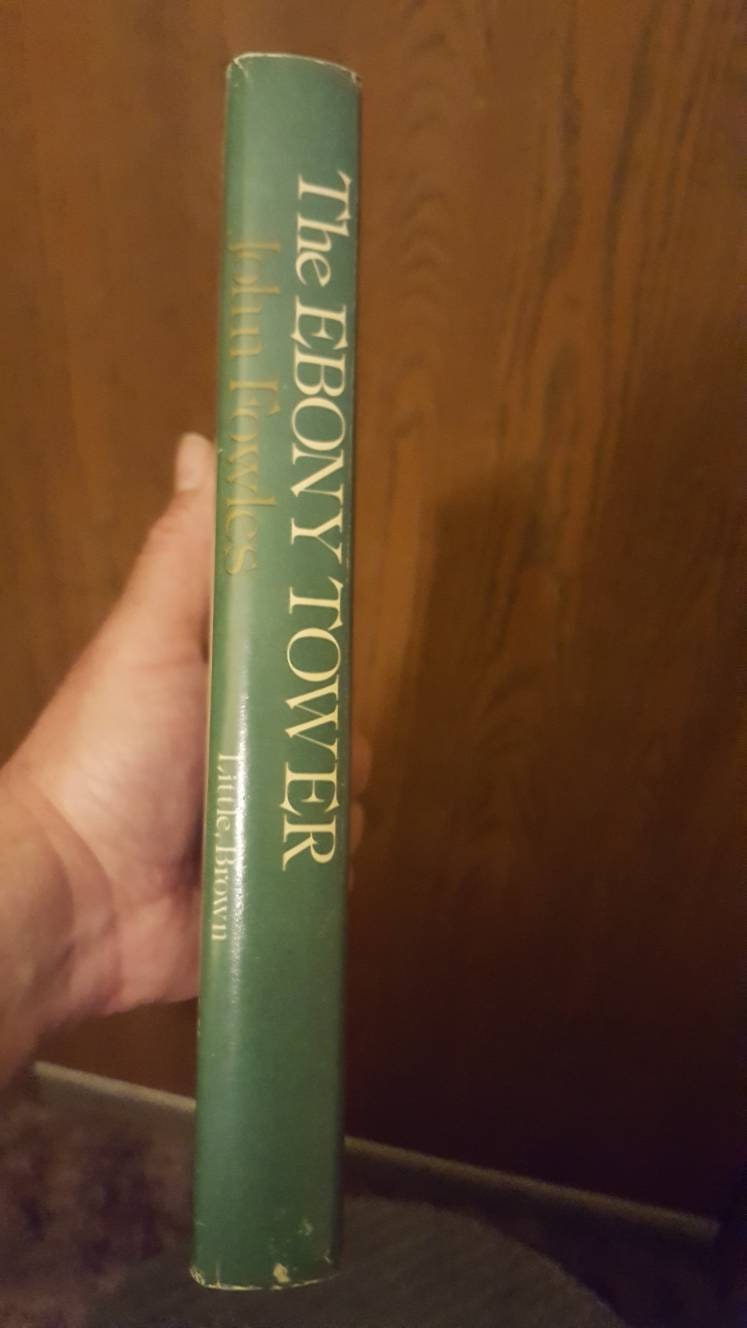 The EBONY TOWER
John Fowles
Little, Brown